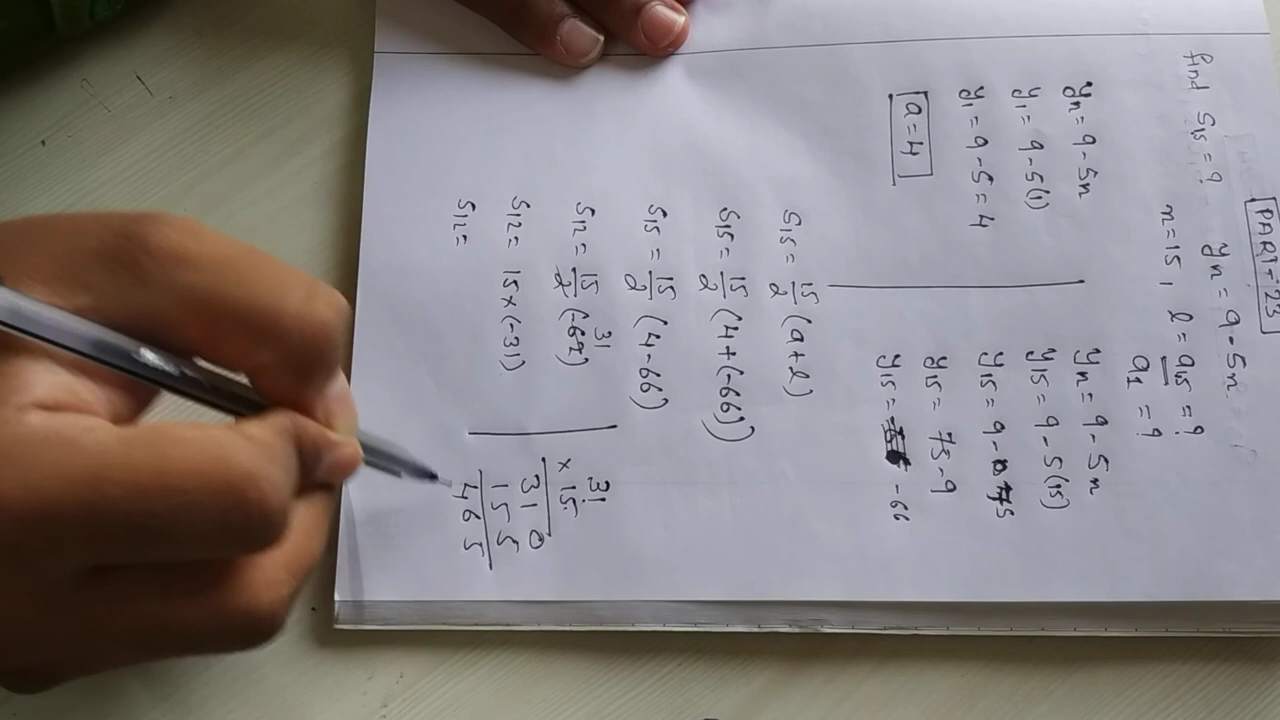 PART-23
yn = 9-5n
find S15 = ?
n=15, l = a15 = ?
a1 = ?
yn = 9-5n
y1 = 9-5(1)
y1 = 9-5 = 4
a=4
yn = 9-5n
y15 = 9-5(15)
y15 = 9-75
y15 = 75-9
y15 = -66
S15 = 15/2 (a+l)
S15 = 15/2 (4+(-66))
S15 = 15/2 (4-66)
S12 = 15/2 (-62) 31
S12 = 15×(-31)
S12=
31
×15
310
155
465